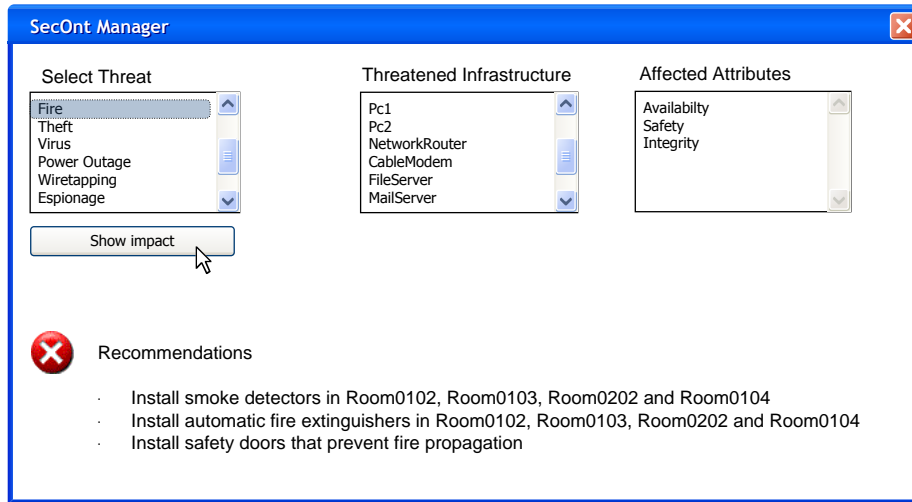 SecOnt Manager
Select Threat
Fire
Theft
Virus
Power Outage
Wiretapping
Espionage
Show impact
Threatened Infrastructure
Pc1
Pc2
NetworkRouter
CableModem
FileServer
MailServer
Affected Attributes
Availabilty
Safety
Integrity
Recommendations
· Install smoke detectors in Room0102, Room0103, Room0202 and Room0104
· Install automatic fire extinguishers in Room0102, Room0103, Room0202 and Room0104
· Install safety doors that prevent fire propagation